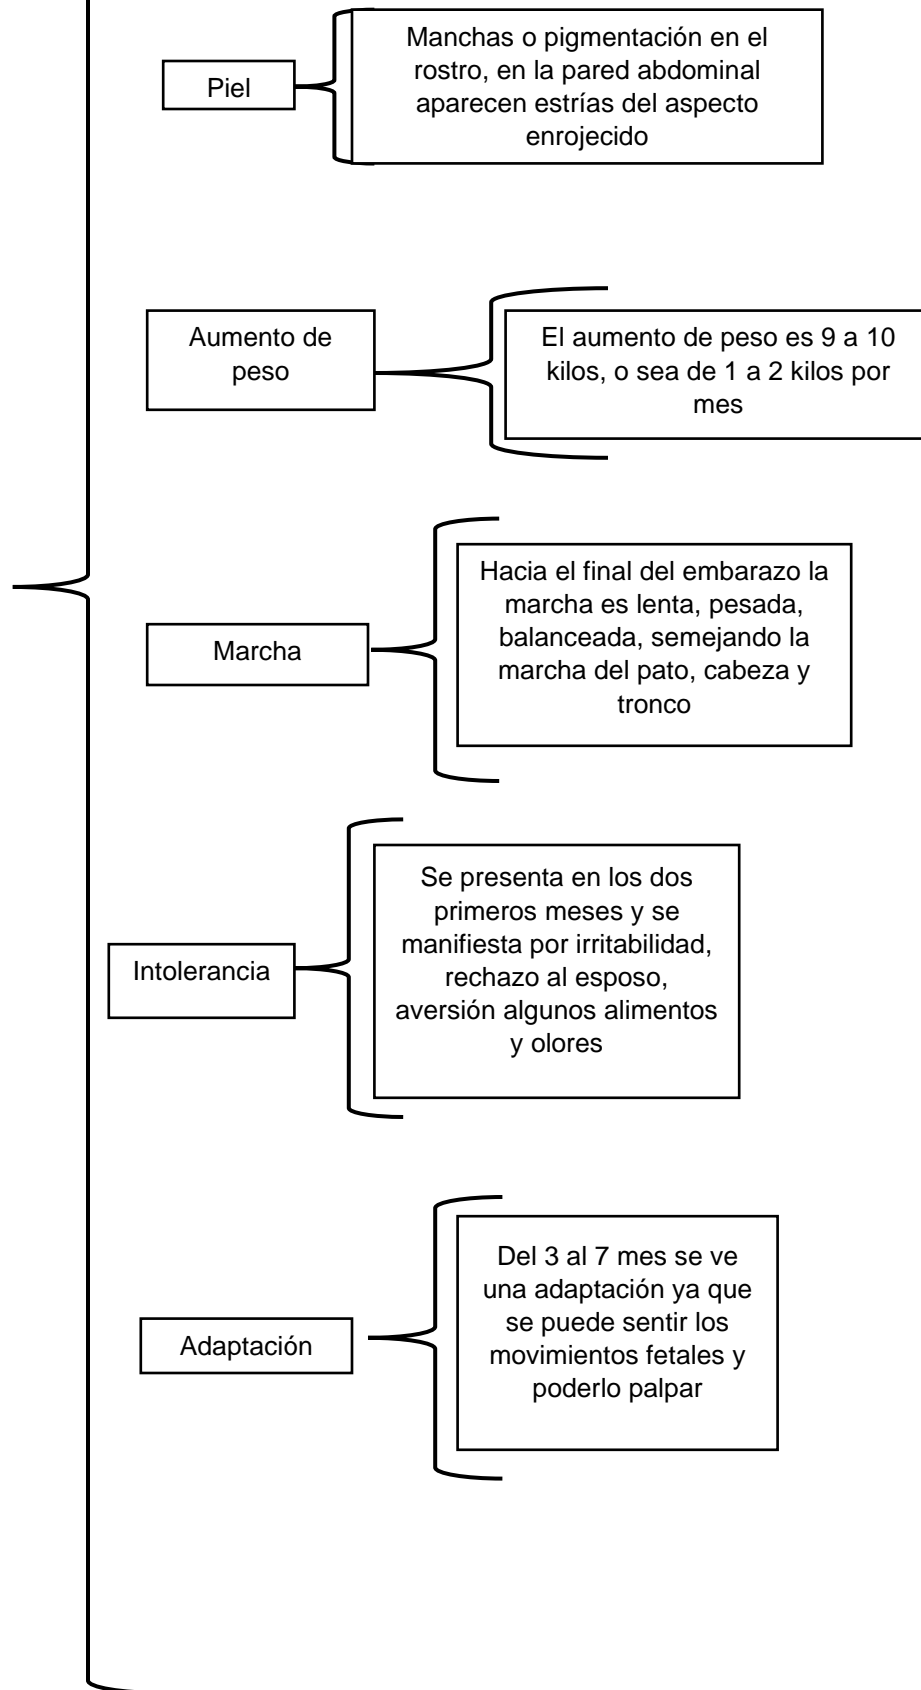 Piel
Manchas o pigmentación en el
rostro, en la pared abdominal
aparecen estrías del aspecto
enrojecido
Aumento de
peso
El aumento de peso es 9 a 10
kilos, o sea de 1 a 2 kilos por
mes
Marcha
Hacia el final del embarazo la
marcha es lenta, pesada,
balanceada, semejando la
marcha del pato, cabeza y
tronco
Intolerancia
Se presenta en los dos
primeros meses y se
manifiesta por irritabilidad,
rechazo al esposo,
aversión algunos alimentos
y olores
Adaptación
Del 3 al 7 mes se ve
una adaptación ya que
se puede sentir los
movimientos fetales y
poderlo palpar